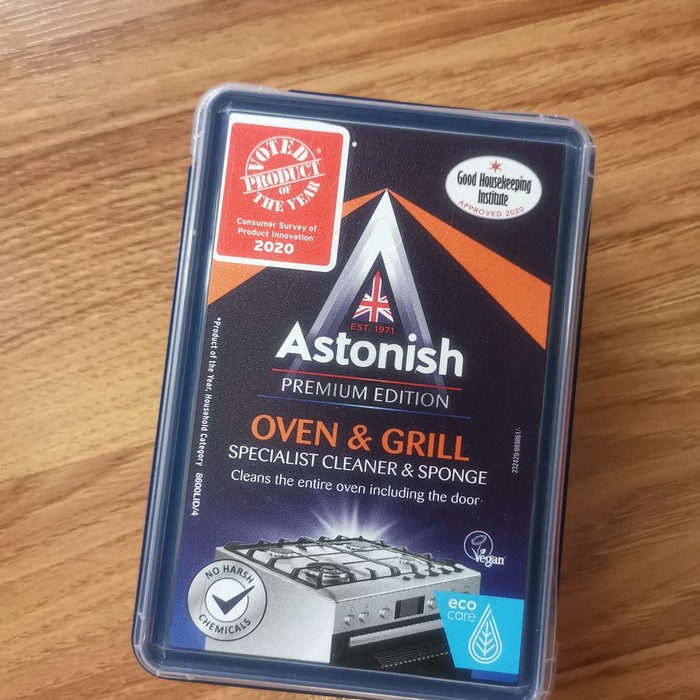 VOTED
PRODUCT
OF
THE YEAR
®
*
Consumer Survey of
Product Innovation
2020
Good Housekeeping
Institute
APPROVED 2020
EST. 1971
Astonish
PREMIUM EDITION
OVEN & GRILL
SPECIALIST CLEANER & SPONGE
Cleans the entire oven including the door
*Product of the Year, Household Category 8600LID/4
Vegan
NO HARSH
CHEMICALS
eco
care